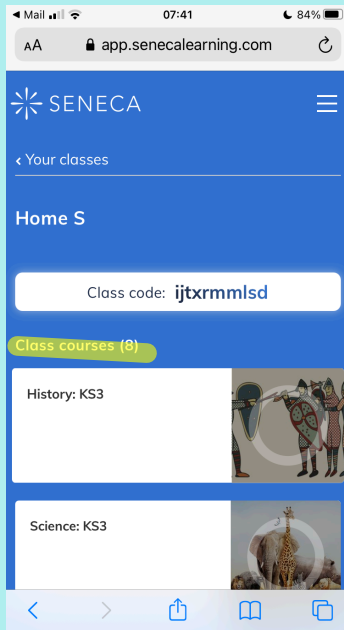 Mail 07:41 84%
AA app.senecalearning.com
SENECA
Your classes
Home S
Class code: ijtxrmmlsd
Class courses (8)
History: KS3
Science: KS3